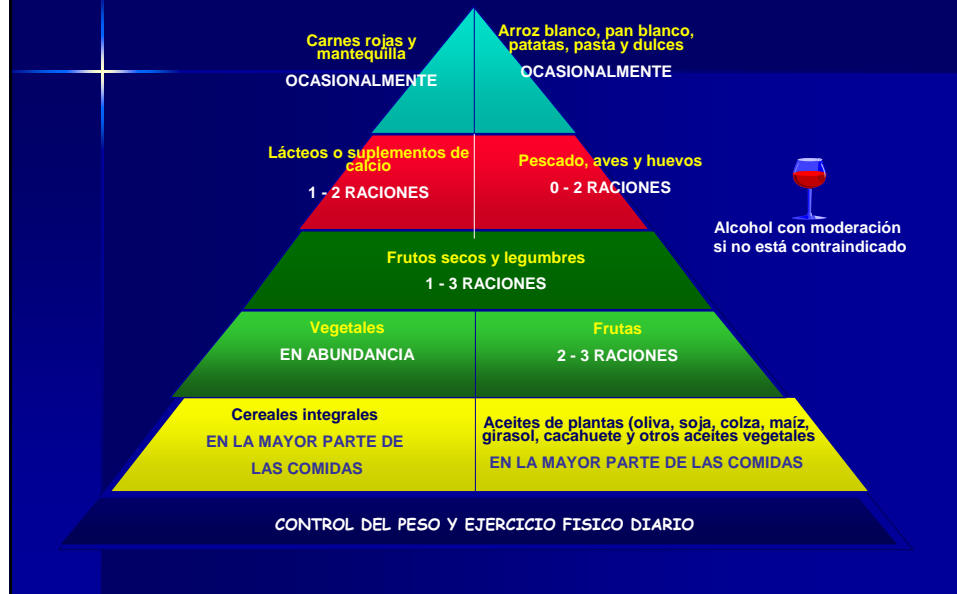 Carnes rojas y
mantequilla
OCASIONALMENTE
Arroz blanco, pan blanco,
patatas, pasta y dulces
OCASIONALMENTE
Lácteos o suplementos de
calcio
1 - 2 RACIONES
Pescado, aves y huevos
0 - 2 RACIONES
Alcohol con moderación
si no está contraindicado
Frutos secos y legumbres
1 - 3 RACIONES
Vegetales
EN ABUNDANCIA
Frutas
2 - 3 RACIONES
Cereales integrales
EN LA MAYOR PARTE DE
LAS COMIDAS
Aceites de plantas (oliva, soja, colza, maíz,
girasol, cacahuete y otros aceites vegetales
EN LA MAYOR PARTE DE LAS COMIDAS
CONTROL DEL PESO Y EJERCICIO FISICO DIARIO